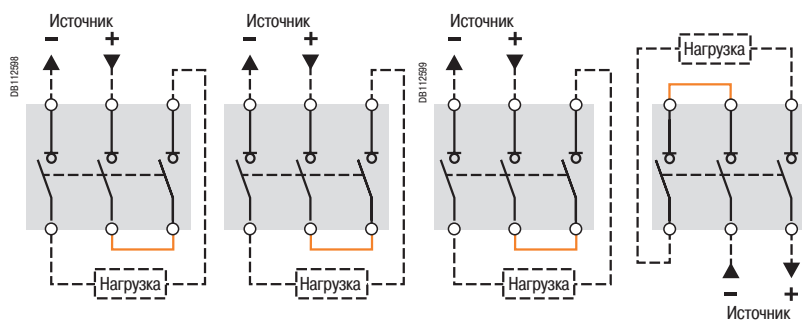 Источник
Источник
Источник
− +
− +
− +
DB112598
DB112599
Нагрузка
Нагрузка
Нагрузка
Нагрузка
− +
Источник